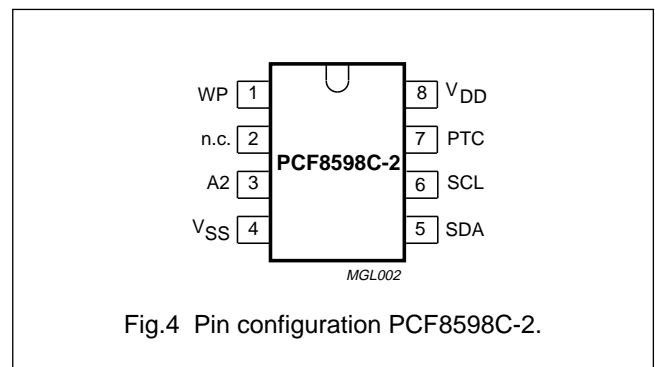 WP 1 8 VDD
n.c. 2 7 PTC
PCF8598C-2
A2 3 6 SCL
VSS 4 5 SDA
MGL002
Fig.4 Pin configuration PCF8598C-2.